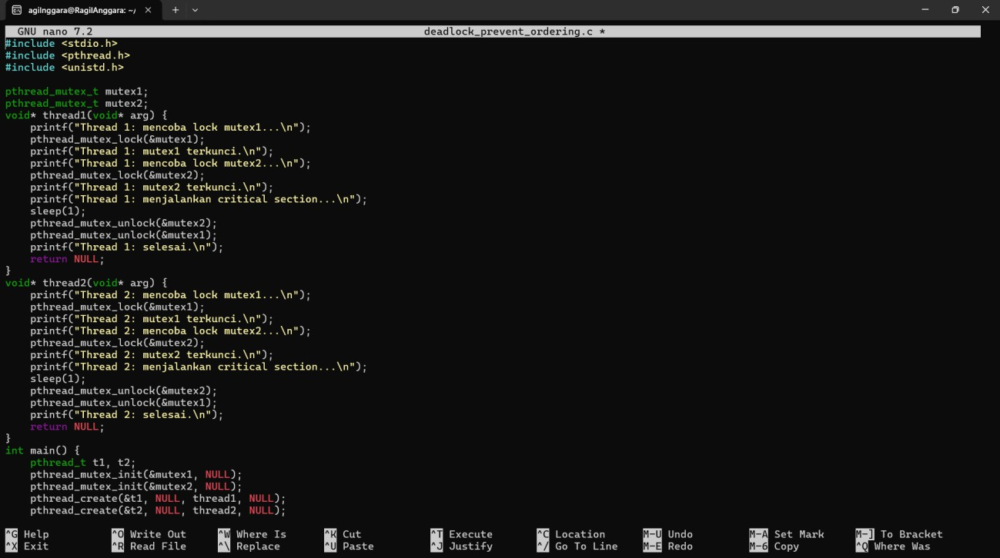 agilnggara@RagilAnggara: ~/
GNU nano 7.2 deadlock_prevent_ordering.c *
#include <stdio.h>
#include <pthread.h>
#include <unistd.h>
pthread_mutex_t mutex1;
pthread_mutex_t mutex2;
void* thread1(void* arg) {
    printf("Thread 1: mencoba lock mutex1...\n");
    pthread_mutex_lock(&mutex1);
    printf("Thread 1: mutex1 terkunci.\n");
    printf("Thread 1: mencoba lock mutex2...\n");
    pthread_mutex_lock(&mutex2);
    printf("Thread 1: mutex2 terkunci.\n");
    printf("Thread 1: menjalankan critical section...\n");
    sleep(1);
    pthread_mutex_unlock(&mutex2);
    pthread_mutex_unlock(&mutex1);
    printf("Thread 1: selesai.\n");
    return NULL;
}
void* thread2(void* arg) {
    printf("Thread 2: mencoba lock mutex1...\n");
    pthread_mutex_lock(&mutex1);
    printf("Thread 2: mutex1 terkunci.\n");
    printf("Thread 2: mencoba lock mutex2...\n");
    pthread_mutex_lock(&mutex2);
    printf("Thread 2: mutex2 terkunci.\n");
    printf("Thread 2: menjalankan critical section...\n");
    sleep(1);
    pthread_mutex_unlock(&mutex2);
    pthread_mutex_unlock(&mutex1);
    printf("Thread 2: selesai.\n");
    return NULL;
}
int main() {
    pthread_t t1, t2;
    pthread_mutex_init(&mutex1, NULL);
    pthread_mutex_init(&mutex2, NULL);
    pthread_create(&t1, NULL, thread1, NULL);
    pthread_create(&t2, NULL, thread2, NULL);
^G Help ^O Write Out ^W Where Is ^K Cut ^T Execute ^C Location M-U Undo M-A Set Mark M-] To Bracket
^X Exit ^R Read File ^\ Replace ^U Paste ^J Justify ^/ Go To Line M-E Redo M-6 Copy ^Q Where Was